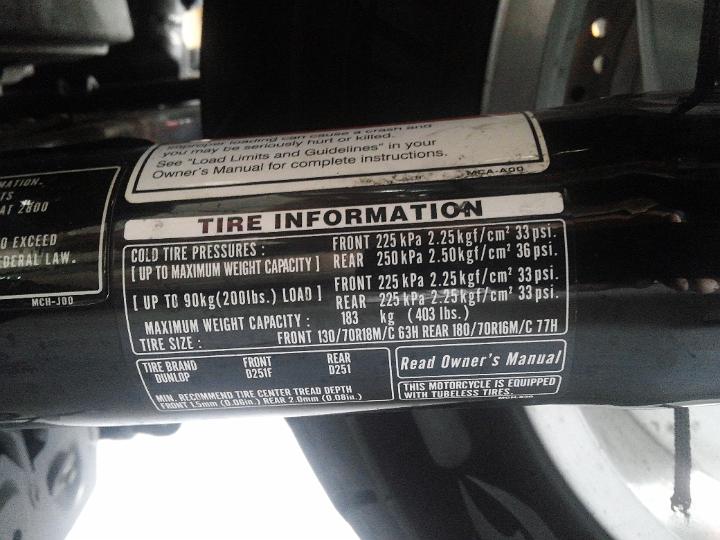 Improper loading can cause a crash and
you may be seriously hurt or killed.
See "Load Limits and Guidelines" in your
Owner's Manual for complete instructions.
MCA-A00
MATION.
TS
AT 2800
O EXCEED
FEDERAL LAW.
MCH-J00
TIRE INFORMATION
COLD TIRE PRESSURES : FRONT 225 kPa 2.25 kgf/cm² 33 psi.
[ UP TO MAXIMUM WEIGHT CAPACITY ] REAR 250 kPa 2.50 kgf/cm² 36 psi.
FRONT 225 kPa 2.25 kgf/cm² 33 psi.
[ UP TO 90kg(200lbs.) LOAD ] REAR 225 kPa 2.25 kgf/cm² 33 psi.
MAXIMUM WEIGHT CAPACITY : 183 kg (403 lbs.)
TIRE SIZE : FRONT 130/70R18M/C 63H REAR 180/70R16M/C 77H
TIRE BRAND FRONT REAR
DUNLOP D251F D251
MIN. RECOMMEND TIRE CENTER TREAD DEPTH
FRONT 1.5mm (0.06in.) REAR 2.0mm (0.08in.)
Read Owner's Manual
THIS MOTORCYCLE IS EQUIPPED
WITH TUBELESS TIRES.